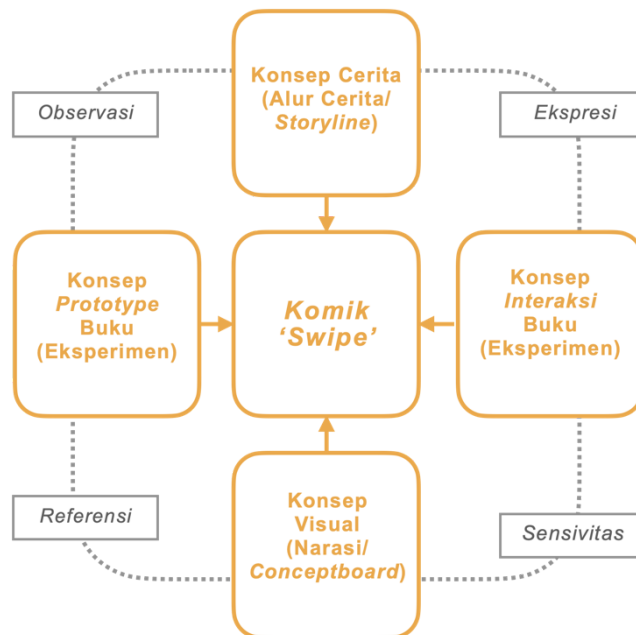 Konsep Cerita
(Alur Cerita/
Storyline)
Observasi
Ekspresi
Konsep
Prototype
Buku
(Eksperimen)
Komik
‘Swipe’
Konsep
Interaksi
Buku
(Eksperimen)
Konsep
Visual
(Narasi/
Conceptboard)
Referensi
Sensivitas